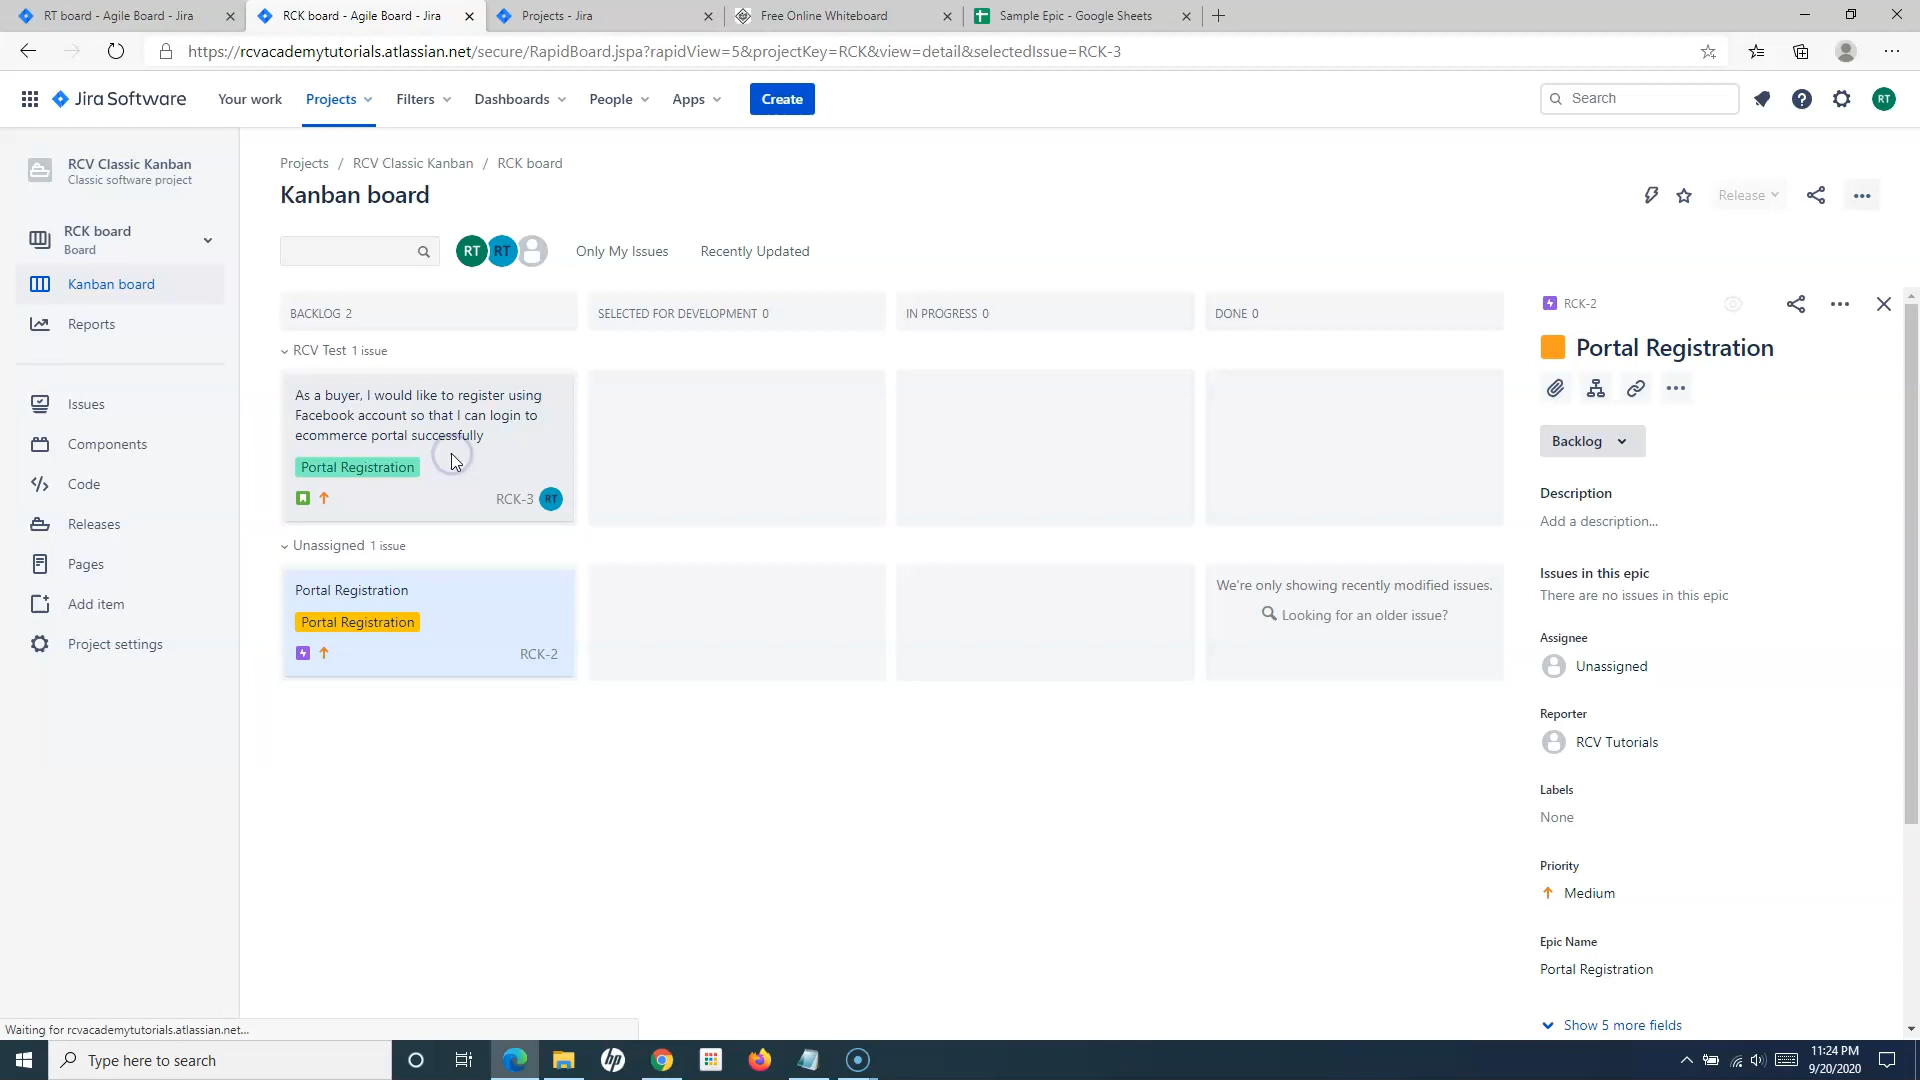 RT board - Agile Board - Jira
RCK board - Agile Board - Jira
Projects - Jira
Free Online Whiteboard
Sample Epic - Google Sheets
https://rcvacademytutorials.atlassian.net/secure/RapidBoard.jspa?rapidView=5&projectKey=RCK&view=detail&selectedIssue=RCK-3
Jira Software
Your work
Projects
Filters
Dashboards
People
Apps
Create
Search
RT
RCV Classic Kanban
Classic software project
RCK board
Board
Kanban board
Reports
Issues
Components
Code
Releases
Pages
Add item
Project settings
Projects / RCV Classic Kanban / RCK board
Kanban board
Release
RT
RT
Only My Issues
Recently Updated
BACKLOG 2
SELECTED FOR DEVELOPMENT 0
IN PROGRESS 0
DONE 0
RCV Test 1 issue
As a buyer, I would like to register using
Facebook account so that I can login to
ecommerce portal successfully
Portal Registration
RCK-3
RT
Unassigned 1 issue
Portal Registration
Portal Registration
RCK-2
We're only showing recently modified issues.
Looking for an older issue?
RCK-2
Portal Registration
Backlog
Description
Add a description...
Issues in this epic
There are no issues in this epic
Assignee
Unassigned
Reporter
RCV Tutorials
Labels
None
Priority
Medium
Epic Name
Portal Registration
Show 5 more fields
Waiting for rcvacademytutorials.atlassian.net...
Type here to search
hp
11:24 PM
9/20/2020